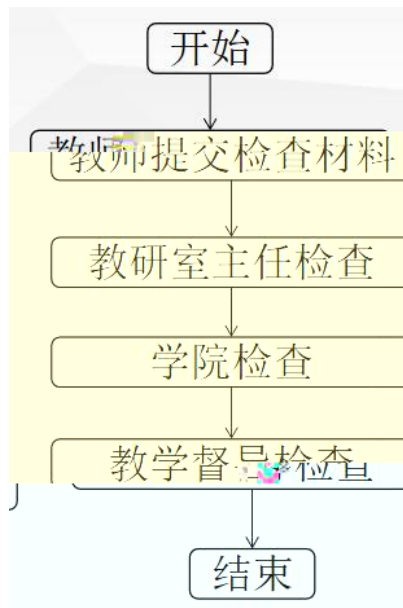 开始
教师提交检查材料
教研室主任检查
学院检查
教学督导检查
结束